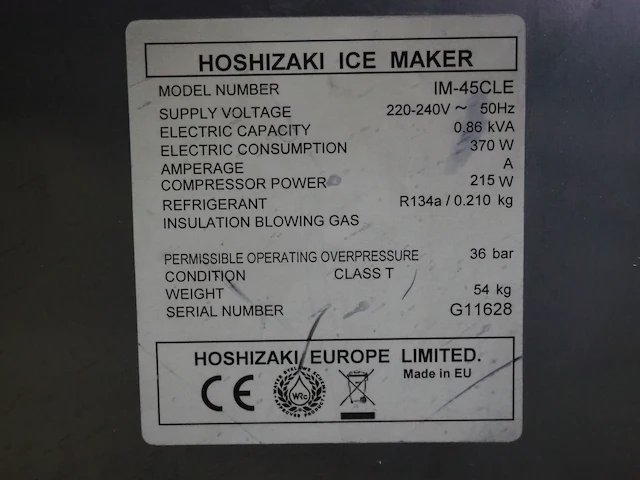 HOSHIZAKI ICE MAKER
MODEL NUMBER IM-45CLE
SUPPLY VOLTAGE 220-240V ~ 50Hz
ELECTRIC CAPACITY 0.86 kVA
ELECTRIC CONSUMPTION 370 W
AMPERAGE A
COMPRESSOR POWER 215 W
REFRIGERANT R134a / 0.210 kg
INSULATION BLOWING GAS
PERMISSIBLE OPERATING OVERPRESSURE 36 bar
CONDITION CLASS T
WEIGHT 54 kg
SERIAL NUMBER G11628
HOSHIZAKI EUROPE LIMITED.
Made in EU
CE
WRc